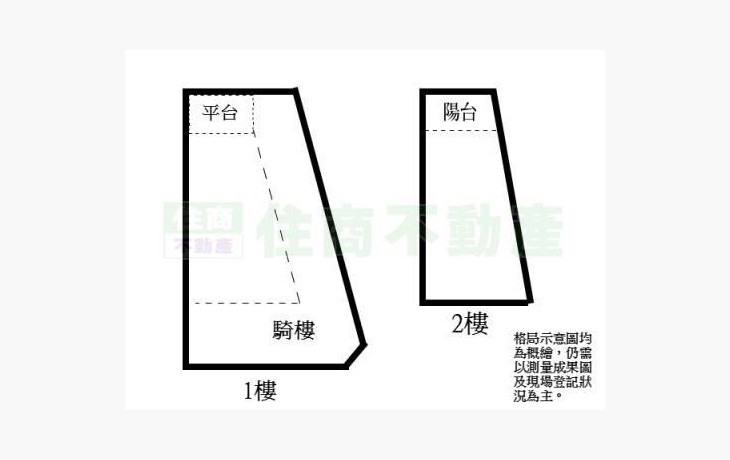 平台
陽台
住商
不動產
住商不動產
騎樓
2樓
1樓
格局示意圖均
為概繪，仍需
以測量成果圖
及現場登記狀
況為主。